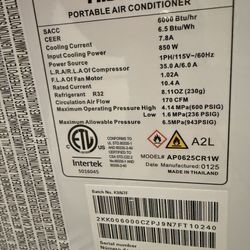 PORTABLE AIR CONDITIONER
SACC 6000 Btu/hr
CEER 6.5 Btu/Wh
Cooling Current 7.8A
Cooling Input 850 W
Power Supply 1PH/115V~/60Hz
L.R.A/R.L.A Of Compressor 35.0A/6.0A
F.L.A Of Fan Motor 1.02A
Rated Current 10.4A
Refrigerant R32 8.11OZ(230g)
Circulation Air Flow 170 CFM
Maximum Operating Pressure High 4.14 MPa(600 PSIG)
Low 1.6 MPa(236 PSIG)
Maximum Allowable Pressure 6.5MPa(943PSIG)
ETL
Intertek
5016045
A2L
MODEL AP0625CR1W
Date Manufactured :0125
MADE IN THAILAND
Batch No. K9N7F
2KK006000CZPJ9N7FT10240